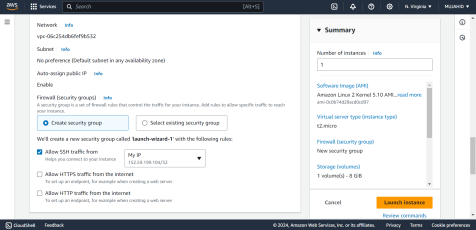 aws
Services
Search
[Alt+S]
N. Virginia
MUJAHID
Network Info
vpc-06c254db6fef9b532
Subnet Info
No preference (Default subnet in any availability zone)
Auto-assign public IP Info
Enable
Firewall (security groups) Info
A security group is a set of firewall rules that control the traffic for your instance. Add rules to allow specific traffic to reach
your instance.
Create security group
Select existing security group
We'll create a new security group called 'launch-wizard-1' with the following rules:
Allow SSH traffic from
Helps you connect to your instance
My IP
152.59.199.104/32
Allow HTTPS traffic from the internet
To set up an endpoint, for example when creating a web server
Allow HTTP traffic from the internet
To set up an endpoint, for example when creating a web server
Summary
Number of instances Info
1
Software Image (AMI)
Amazon Linux 2 Kernel 5.10 AMI...read more
Virtual server type (instance type)
t2.micro
Firewall (security group)
New security group
Storage (volumes)
1 volume(s) - 8 GiB
Cancel
Launch instance
Review commands
CloudShell
Feedback
© 2024, Amazon Web Services, Inc. or its affiliates.
Privacy
Terms
Cookie preferences